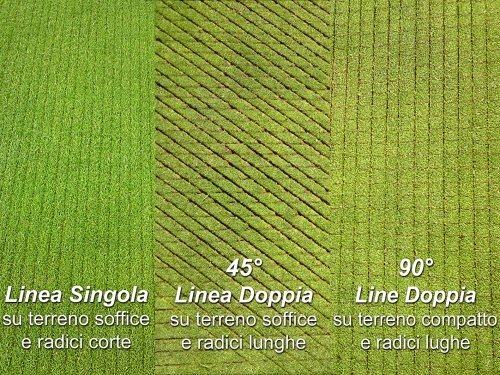 Linea Singola
su terreno soffice
e radici corte
45°
Linea Doppia
su terreno soffice
e radici lunghe
90°
Line Doppia
su terreno compatto
e radici lughe